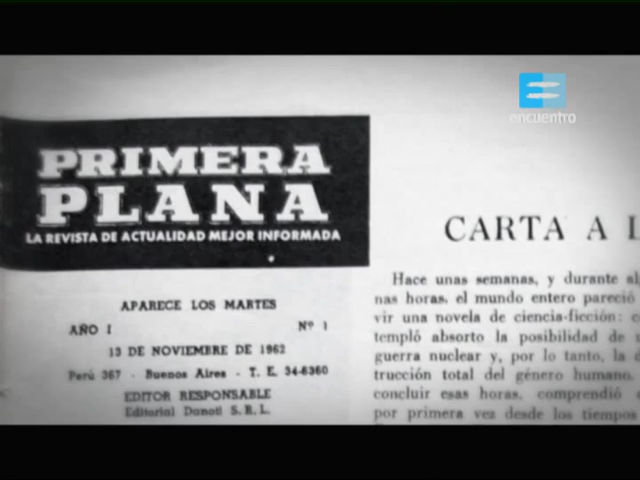 encuentro
PRIMERA
PLANA
LA REVISTA DE ACTUALIDAD MEJOR INFORMADA
APARECE LOS MARTES
AÑO I Nº 1
13 DE NOVIEMBRE DE 1962
Perú 367 - Buenos Aires - T. E. 34-8360
EDITOR RESPONSABLE
Editorial Danoti S. R. L.
CARTA A L
Hace unas semanas, y durante al
nas horas, el mundo entero pareció
vir una novela de ciencia-ficción: c
templó absorto la posibilidad de
guerra nuclear y, por lo tanto, la d
trucción total del género humano.
concluir esas horas, comprendió
por primera vez desde los tiempos